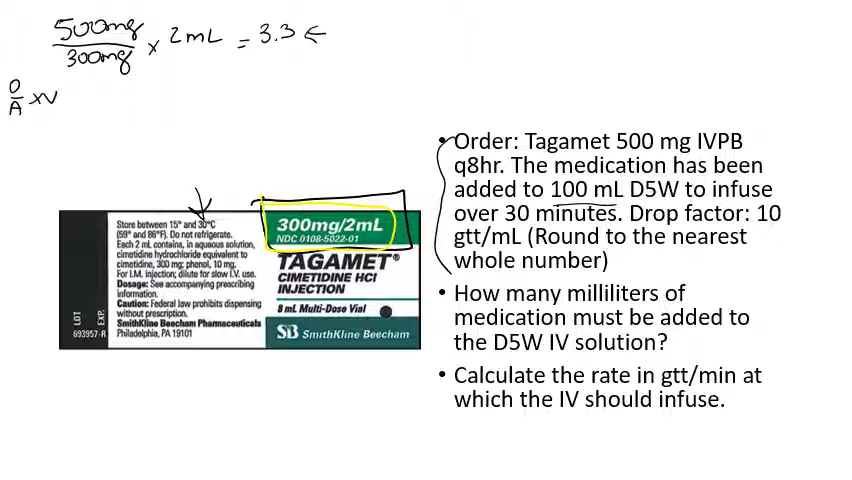 500mg
300mg × 2mL = 3.3 ←
D
A ×V
• Order: Tagamet 500 mg IVPB
q8hr. The medication has been
added to 100 mL D5W to infuse
over 30 minutes. Drop factor: 10
gtt/mL (Round to the nearest
whole number)
• How many milliliters of
medication must be added to
the D5W IV solution?
• Calculate the rate in gtt/min at
which the IV should infuse.
LOT
EXP.
693957-R
Store between 15° and 30°C
(59° and 86°F). Do not refrigerate.
Each 2 mL contains, in aqueous solution,
cimetidine hydrochloride equivalent to
cimetidine, 300 mg; phenol, 10 mg.
For I.M. injection; dilute for slow I.V. use.
Dosage: See accompanying prescribing
information.
Caution: Federal law prohibits dispensing
without prescription.
SmithKline Beecham Pharmaceuticals
Philadelphia, PA 19101
300mg/2mL
NDC 0108-5022-01
TAGAMET®
CIMETIDINE HCl
INJECTION
8 mL Multi-Dose Vial
SB SmithKline Beecham